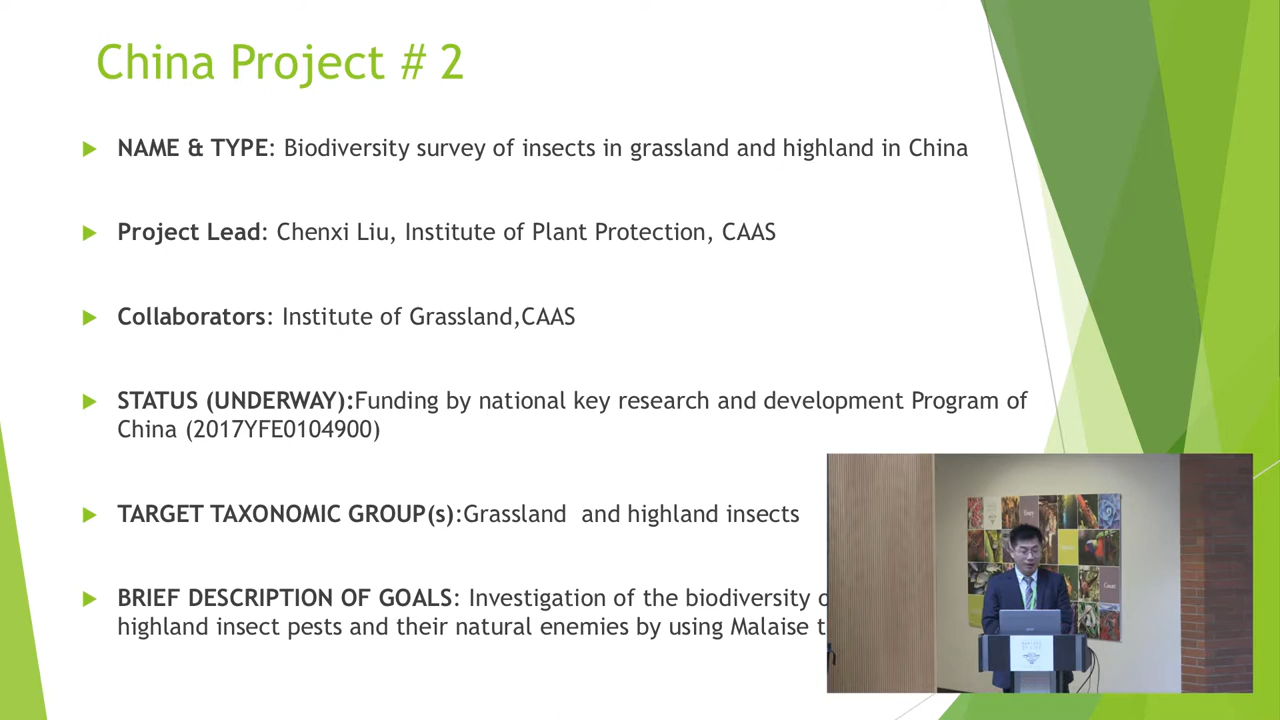 China Project # 2
NAME & TYPE: Biodiversity survey of insects in grassland and highland in China
Project Lead: Chenxi Liu, Institute of Plant Protection, CAAS
Collaborators: Institute of Grassland,CAAS
STATUS (UNDERWAY):Funding by national key research and development Program of
China (2017YFE0104900)
TARGET TAXONOMIC GROUP(s):Grassland  and highland insects
BRIEF DESCRIPTION OF GOALS: Investigation of the biodiversity
highland insect pests and their natural enemies by using Malaise